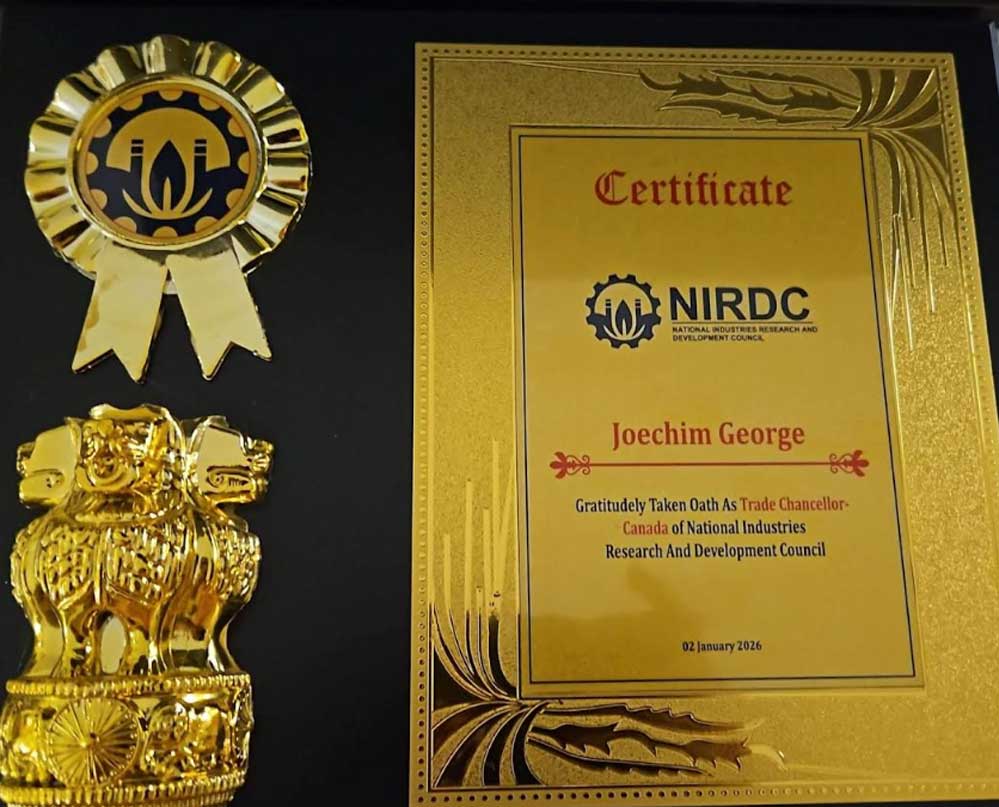 Certificate
NIRDC
NATIONAL INDUSTRIES RESEARCH AND
DEVELOPMENT COUNCIL
Joechim George
Gratitudely Taken Oath As Trade Chancellor-
Canada of National Industries
Research And Development Council
02 January 2026